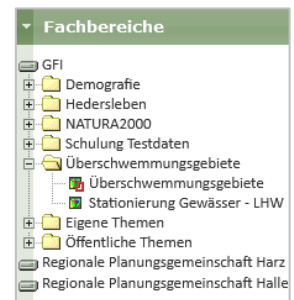 Fachbereiche
GFI
Demografie
Hedersleben
NATURA2000
Schulung Testdaten
Überschwemmungsgebiete
Überschwemmungsgebiete
Stationierung Gewässer - LHW
Eigene Themen
Öffentliche Themen
Regionale Planungsgemeinschaft Harz
Regionale Planungsgemeinschaft Halle